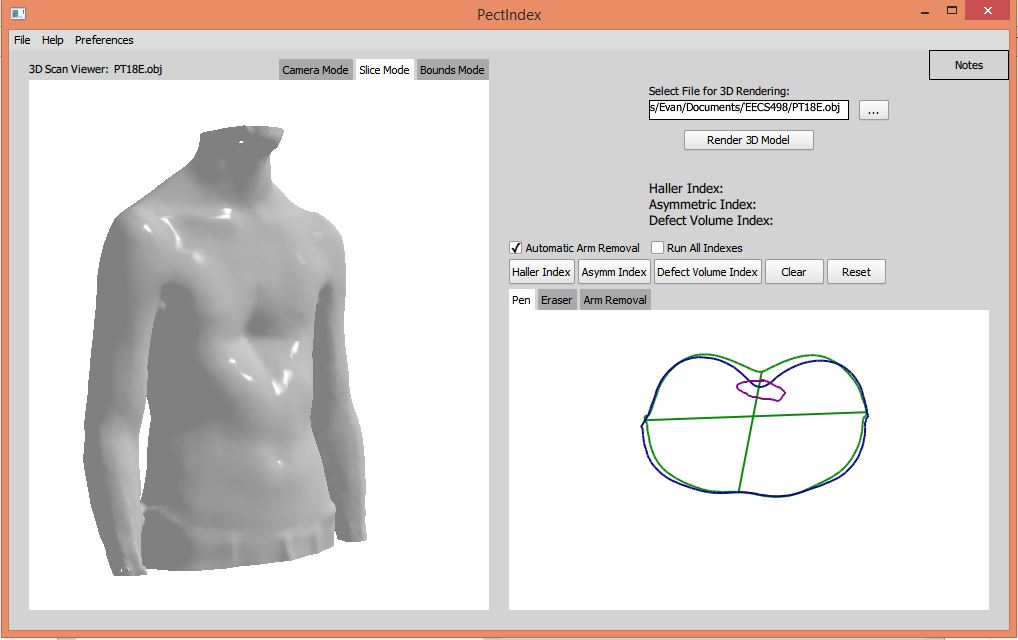 PectIndex
File Help Preferences
3D Scan Viewer: PT18E.obj
Camera Mode Slice Mode Bounds Mode
Notes
Select File for 3D Rendering:
s/Evan/Documents/EECS498/PT18E.obj ...
Render 3D Model
Haller Index:
Asymmetric Index:
Defect Volume Index:
Automatic Arm Removal Run All Indexes
Haller Index Asymm Index Defect Volume Index Clear Reset
Pen Eraser Arm Removal